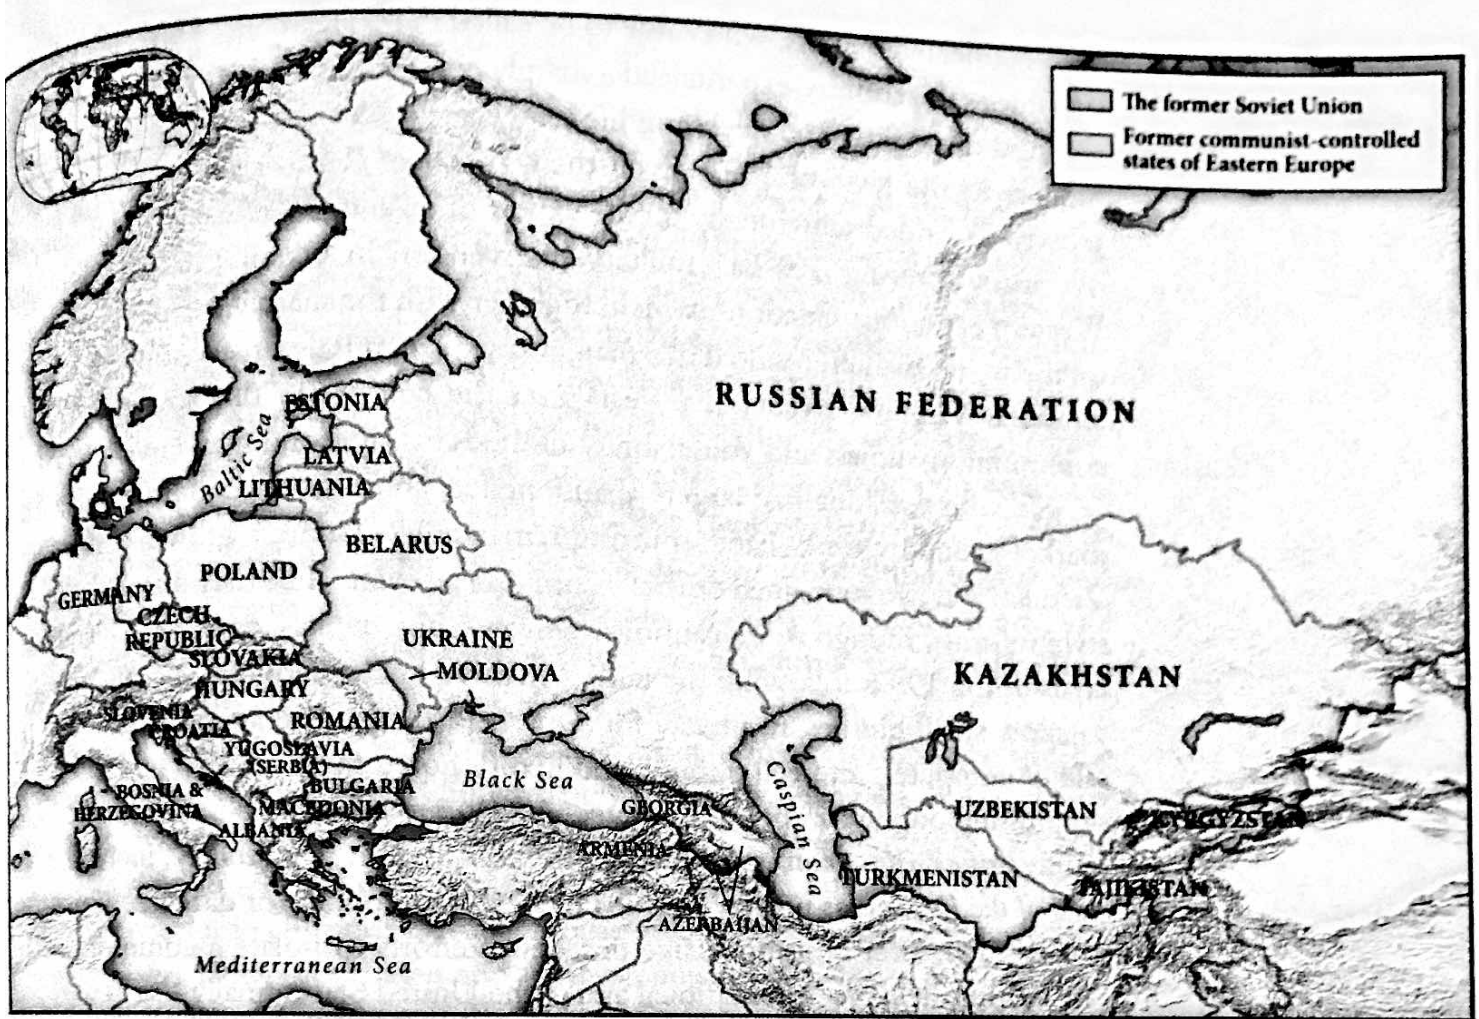 The former Soviet Union
Former communist-controlled
states of Eastern Europe
RUSSIAN FEDERATION
ESTONIA
LATVIA
LITHUANIA
Baltic Sea
BELARUS
POLAND
GERMANY
CZECH
REPUBLIC
SLOVAKIA
UKRAINE
MOLDOVA
HUNGARY
SLOVENIA
CROATIA
ROMANIA
YUGOSLAVIA
(SERBIA)
BOSNIA &
HERZEGOVINA
BULGARIA
MACEDONIA
ALBANIA
Black Sea
GEORGIA
ARMENIA
AZERBAIJAN
Caspian Sea
KAZAKHSTAN
UZBEKISTAN
KYRGYZSTAN
TURKMENISTAN
TAJIKISTAN
Mediterranean Sea